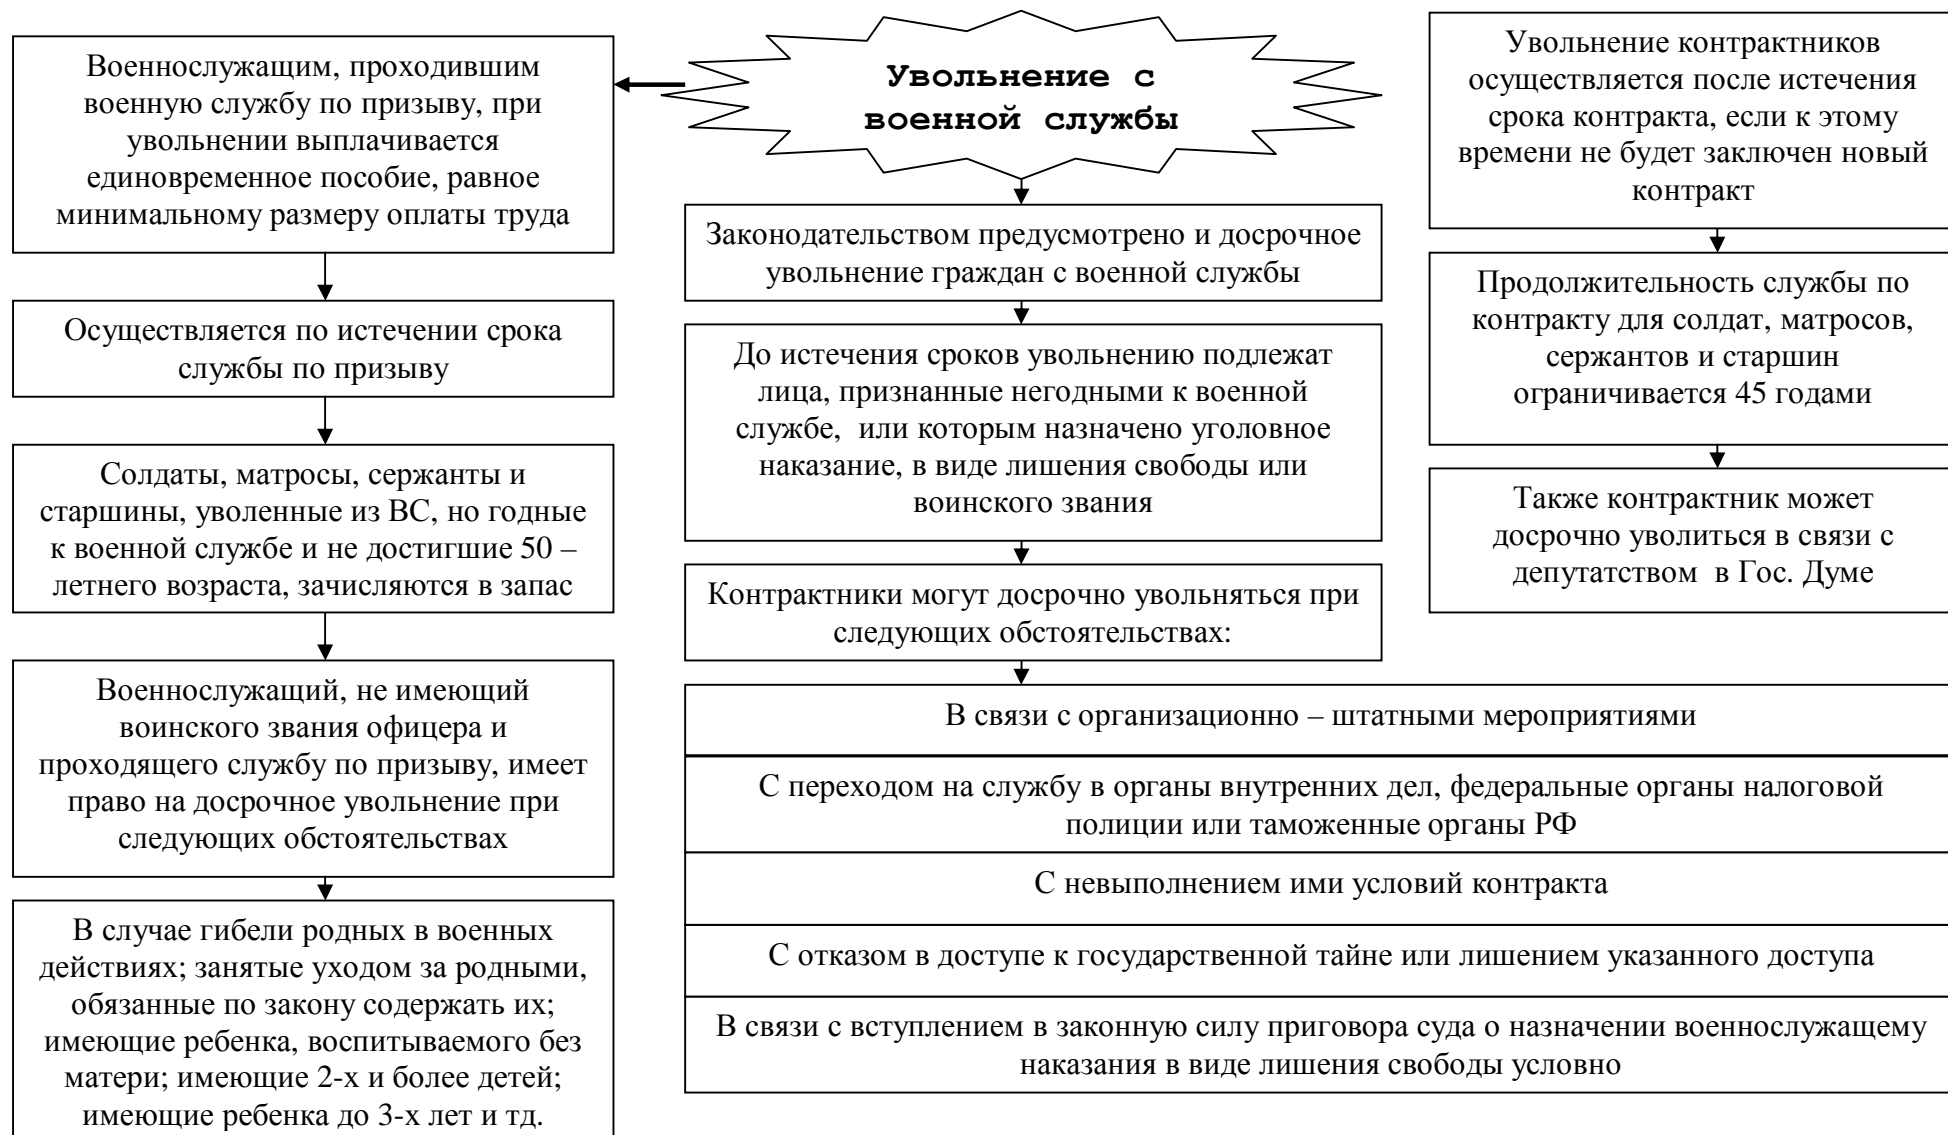 Увольнение с
военной службы
Военнослужащим, проходившим
военную службу по призыву, при
увольнении выплачивается
единовременное пособие, равное
минимальному размеру оплаты труда
Осуществляется по истечении срока
службы по призыву
Солдаты, матросы, сержанты и
старшины, уволенные из ВС, но годные
к военной службе и не достигшие 50 –
летнего возраста, зачисляются в запас
Военнослужащий, не имеющий
воинского звания офицера и
проходящего службу по призыву, имеет
право на досрочное увольнение при
следующих обстоятельствах
В случае гибели родных в военных
действиях; занятые уходом за родными,
обязанные по закону содержать их;
имеющие ребенка, воспитываемого без
матери; имеющие 2-х и более детей;
имеющие ребенка до 3-х лет и тд.
Законодательством предусмотрено и досрочное
увольнение граждан с военной службы
До истечения сроков увольнению подлежат
лица, признанные негодными к военной
службе,  или которым назначено уголовное
наказание, в виде лишения свободы или
воинского звания
Контрактники могут досрочно увольняться при
следующих обстоятельствах:
В связи с организационно – штатными мероприятиями
С переходом на службу в органы внутренних дел, федеральные органы налоговой
полиции или таможенные органы РФ
С невыполнением ими условий контракта
С отказом в доступе к государственной тайне или лишением указанного доступа
В связи с вступлением в законную силу приговора суда о назначении военнослужащему
наказания в виде лишения свободы условно
Увольнение контрактников
осуществляется после истечения
срока контракта, если к этому
времени не будет заключен новый
контракт
Продолжительность службы по
контракту для солдат, матросов,
сержантов и старшин
ограничивается 45 годами
Также контрактник может
досрочно уволиться в связи с
депутатством  в Гос. Думе